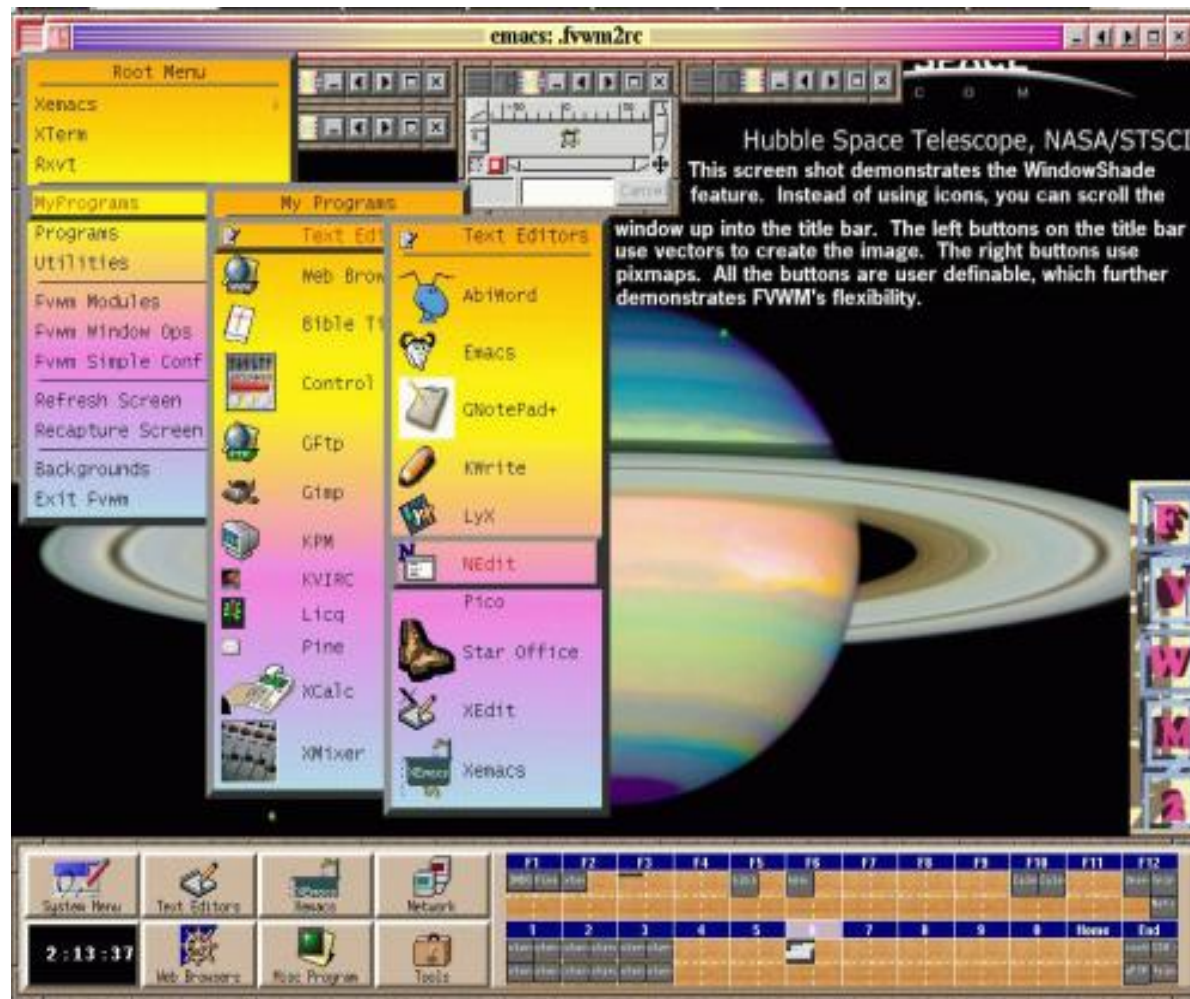 emacs: .fvwm2rc
Root Menu
Xemacs
XTerm
Rxvt
MyPrograms
Programs
Utilities
Fvwm Modules
Fvwm Window Ops
Fvwm Simple Conf
Refresh Screen
Recapture Screen
Backgrounds
Exit Fvwm
My Programs
Text Edi
Web Brow
Bible Ti
Control
GFtp
Gimp
KPM
KVIRC
Licq
Pine
XCalc
XMixer
Text Editors
AbiWord
Emacs
GNotePad+
KWrite
LyX
NEdit
Pico
Star Office
XEdit
Xemacs
Cancel
SPACE
C O M
Hubble Space Telescope, NASA/STSCI
This screen shot demonstrates the WindowShade
feature. Instead of using icons, you can scroll the
window up into the title bar. The left buttons on the title bar
use vectors to create the image. The right buttons use
pixmaps. All the buttons are user definable, which further
demonstrates FVWM's flexibility.
F
V
W
M
2
System Menu
Text Editors
Xemacs
Network
2:13:37
Web Browsers
Misc Program
Tools
F1 F2 F3 F4 F5 F6 F7 F8 F9 F10 F11 F12
1 2 3 4 5 6 7 8 9 0 Home End